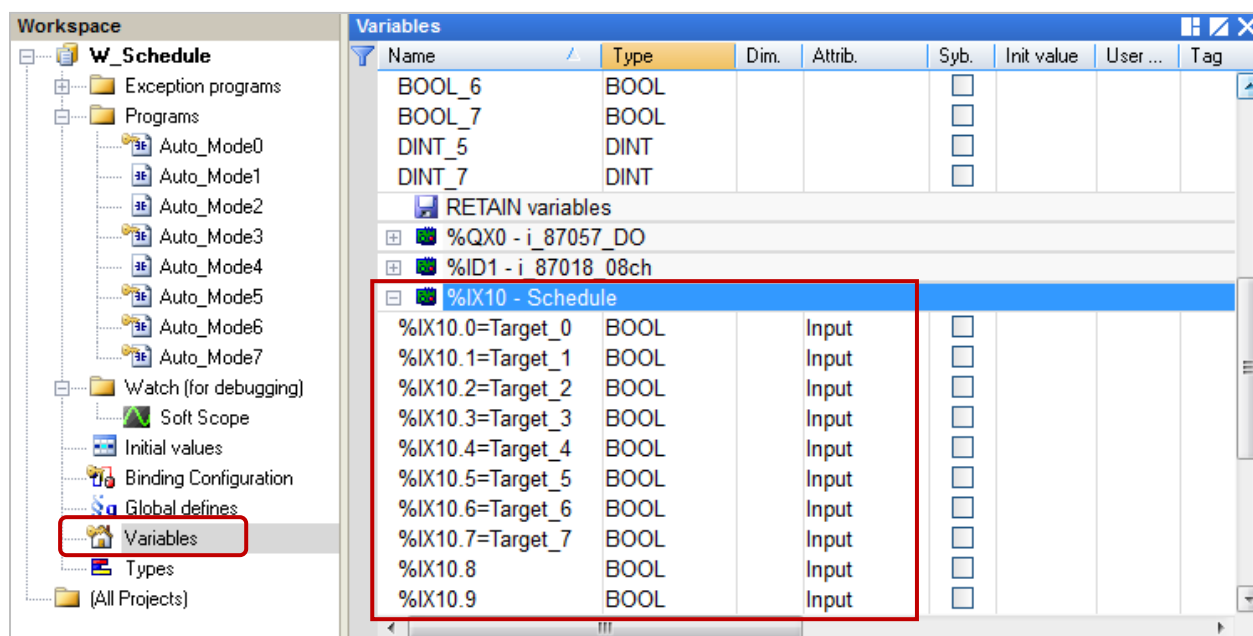 Workspace
W_Schedule
Exception programs
Programs
Auto_Mode0
Auto_Mode1
Auto_Mode2
Auto_Mode3
Auto_Mode4
Auto_Mode5
Auto_Mode6
Auto_Mode7
Watch (for debugging)
Soft Scope
Initial values
Binding Configuration
Global defines
Variables
Types
(All Projects)
Variables
Name Type Dim. Attrib. Syb. Init value User ... Tag
BOOL_6 BOOL
BOOL_7 BOOL
DINT_5 DINT
DINT_7 DINT
RETAIN variables
%QX0 - i_87057_DO
%ID1 - i_87018_08ch
%IX10 - Schedule
%IX10.0=Target_0 BOOL Input
%IX10.1=Target_1 BOOL Input
%IX10.2=Target_2 BOOL Input
%IX10.3=Target_3 BOOL Input
%IX10.4=Target_4 BOOL Input
%IX10.5=Target_5 BOOL Input
%IX10.6=Target_6 BOOL Input
%IX10.7=Target_7 BOOL Input
%IX10.8 BOOL Input
%IX10.9 BOOL Input